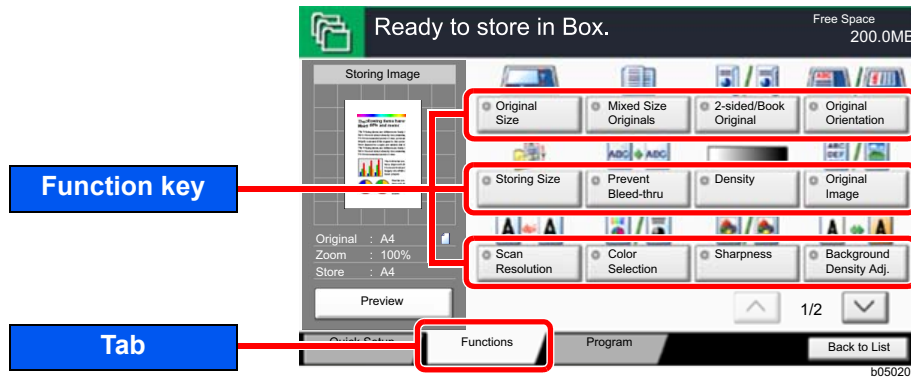 Ready to store in Box.
Free Space
200.0MB
Storing Image
Original
Size
Mixed Size
Originals
2-sided/Book
Original
Original
Orientation
Function key
Storing Size
Prevent
Bleed-thru
Density
Original
Image
Original : A4
Zoom : 100%
Store : A4
Scan
Resolution
Color
Selection
Sharpness
Background
Density Adj.
Preview
1/2
Tab
Quick Setup
Functions
Program
Back to List
b05020